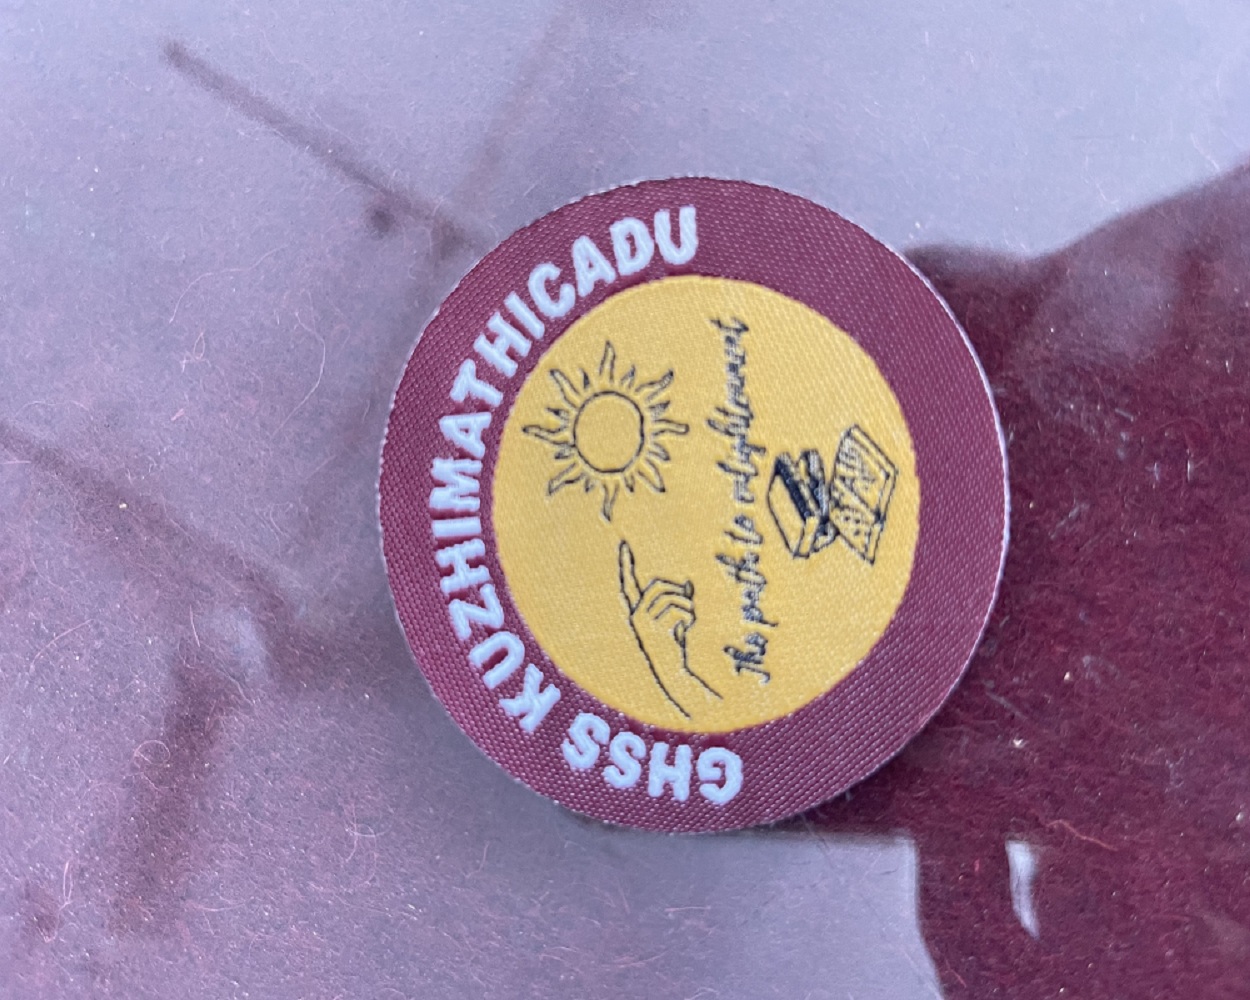 GHSS KUZHIMATHICADU
The path to enlightenment